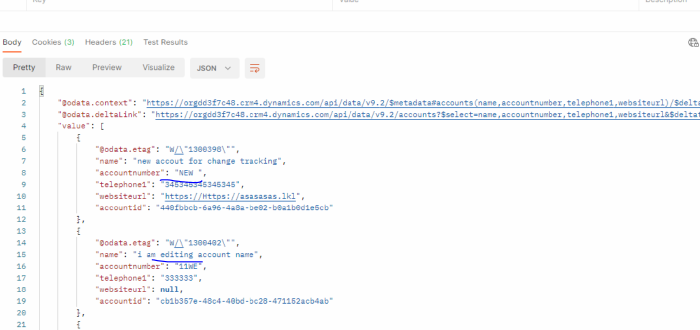 Key Value Description
Body Cookies (3) Headers (21) Test Results
Pretty Raw Preview Visualize JSON
1 {
2 "@odata.context": "https://orgdd3f7c48.crm4.dynamics.com/api/data/v9.2/$metadata#accounts(name,accountnumber,telephone1,websiteurl)/$delta
3 "@odata.deltaLink": "https://orgdd3f7c48.crm4.dynamics.com/api/data/v9.2/accounts?$select=name,accountnumber,telephone1,websiteurl&$deltat
4 "value": [
5 {
6 "@odata.etag": "W/\"1300398\"",
7 "name": "new accout for change tracking",
8 "accountnumber": "NEW ",
9 "telephone1": "345345345345345",
10 "websiteurl": "https://Https://asasasas.lkl",
11 "accountid": "440fbbcb-6a96-4a8a-be02-b0a1b0d1e5cb"
12 },
13 {
14 "@odata.etag": "W/\"1300402\"",
15 "name": "i am editing account name",
16 "accountnumber": "11WE",
17 "telephone1": "333333",
18 "websiteurl": null,
19 "accountid": "cb1b357e-48c4-40bd-bc28-471152acb4ab"
20 },
21 {